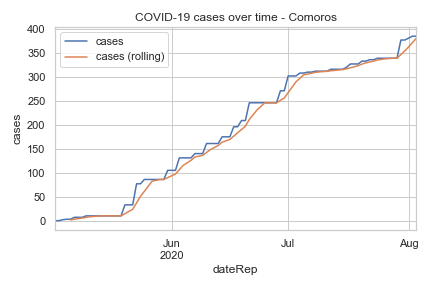 COVID-19 cases over time - Comoros
cases
cases (rolling)
400
350
300
250
200
150
100
50
0
cases
Jun
2020
Jul
Aug
dateRep